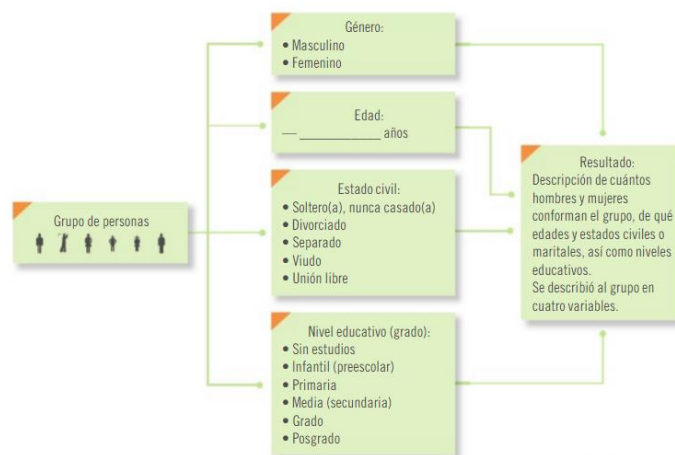 Género:
• Masculino
• Femenino
Edad:
— ____________ años
Grupo de personas
Estado civil:
• Soltero(a), nunca casado(a)
• Divorciado
• Separado
• Viudo
• Unión libre
Nivel educativo (grado):
• Sin estudios
• Infantil (preescolar)
• Primaria
• Media (secundaria)
• Grado
• Posgrado
Resultado:
Descripción de cuántos
hombres y mujeres
conforman el grupo, de qué
edades y estados civiles o
maritales, así como niveles
educativos.
Se describió al grupo en
cuatro variables.